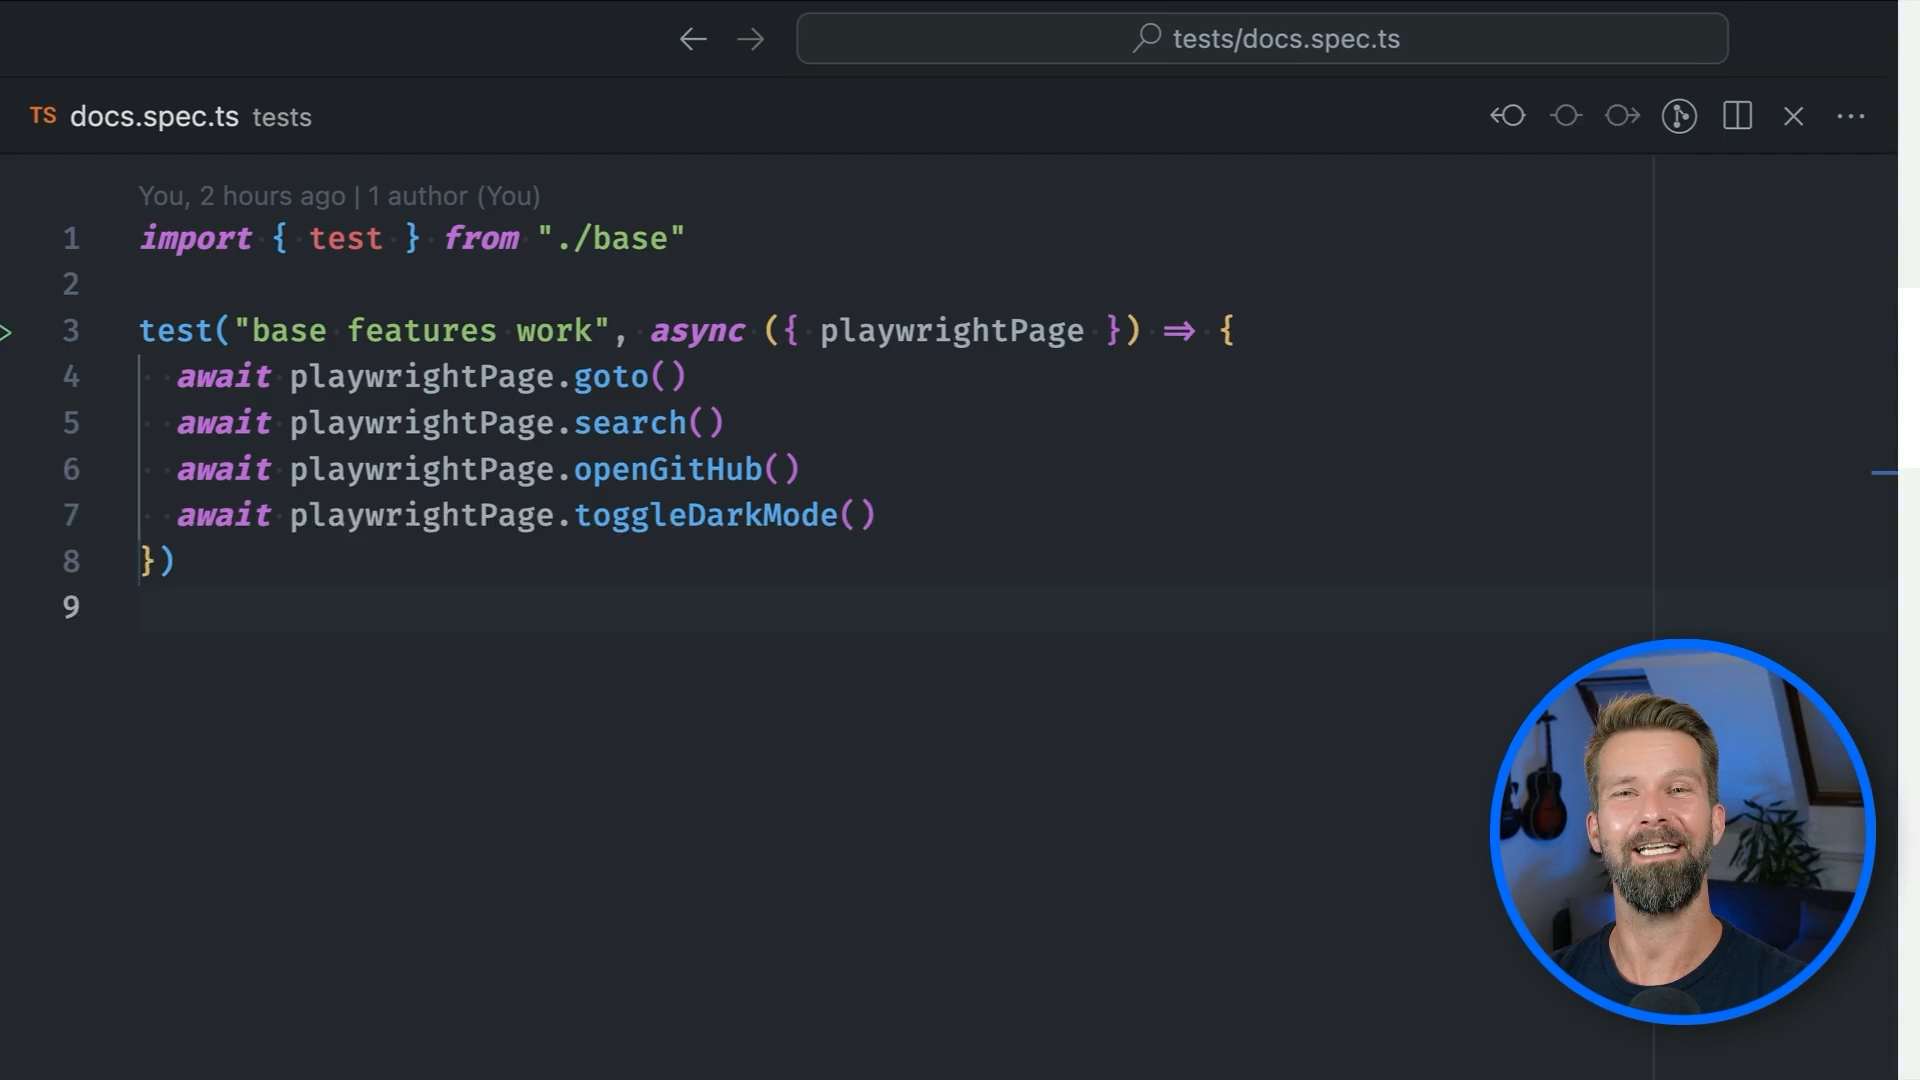 tests/docs.spec.ts
TS docs.spec.ts tests
You, 2 hours ago | 1 author (You)
1 import { test } from "./base"
2
3 test("base features work", async ({ playwrightPage }) => {
4 await playwrightPage.goto()
5 await playwrightPage.search()
6 await playwrightPage.openGitHub()
7 await playwrightPage.toggleDarkMode()
8 })
9